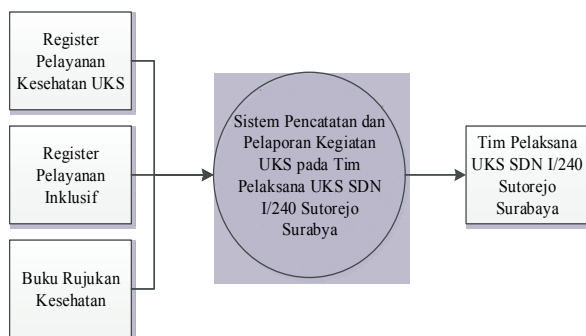 Register
Pelayanan
Kesehatan UKS
Register
Pelayanan
Inklusif
Buku Rujukan
Kesehatan
Sistem Pencatatan dan
Pelaporan Kegiatan
UKS pada Tim
Pelaksana UKS SDN
I/240 Sutorejo
Surabya
Tim Pelaksana
UKS SDN I/240
Sutorejo
Surabaya